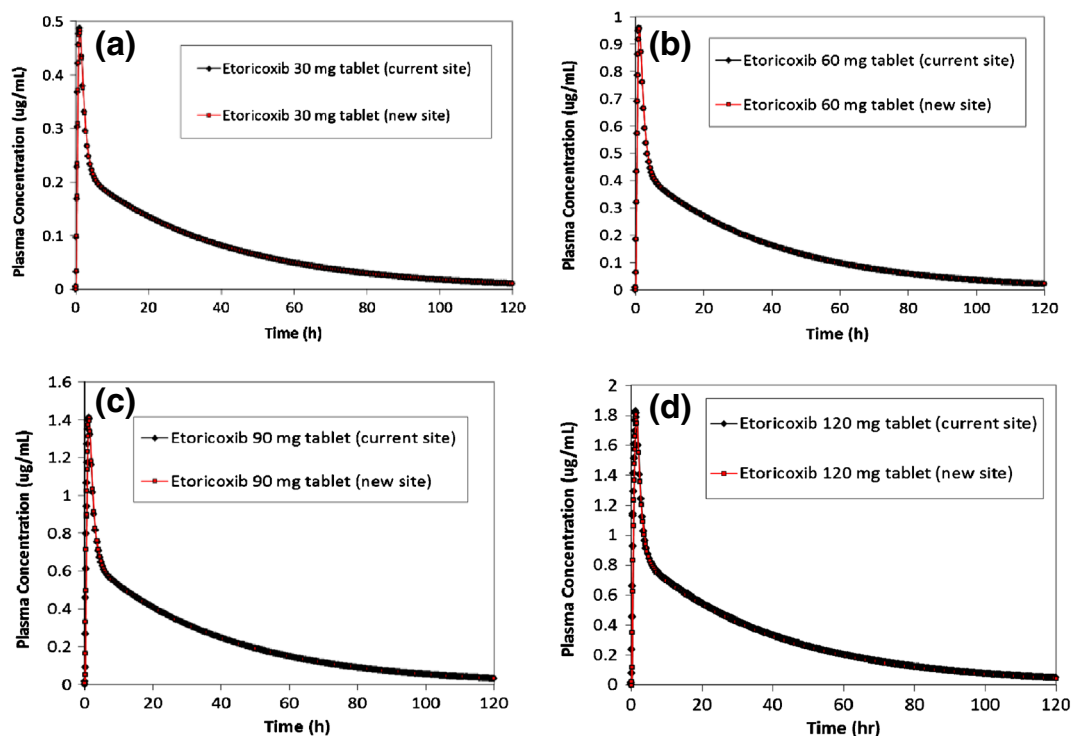 (a)
Etoricoxib 30 mg tablet (current site)
Etoricoxib 30 mg tablet (new site)
Plasma Concentration (ug/mL)
0.5
0.4
0.3
0.2
0.1
0
0 20 40 60 80 100 120
Time (h)
(b)
Etoricoxib 60 mg tablet (current site)
Etoricoxib 60 mg tablet (new site)
Plasma Concentration (ug/mL)
1
0.9
0.8
0.7
0.6
0.5
0.4
0.3
0.2
0.1
0
0 20 40 60 80 100 120
Time (h)
(c)
Etoricoxib 90 mg tablet (current site)
Etoricoxib 90 mg tablet (new site)
Plasma Concentration (ug/mL)
1.6
1.4
1.2
1
0.8
0.6
0.4
0.2
0
0 20 40 60 80 100 120
Time (h)
(d)
Etoricoxib 120 mg tablet (current site)
Etoricoxib 120 mg tablet (new site)
Plasma Concentration (ug/mL)
2
1.8
1.6
1.4
1.2
1
0.8
0.6
0.4
0.2
0
0 20 40 60 80 100 120
Time (hr)